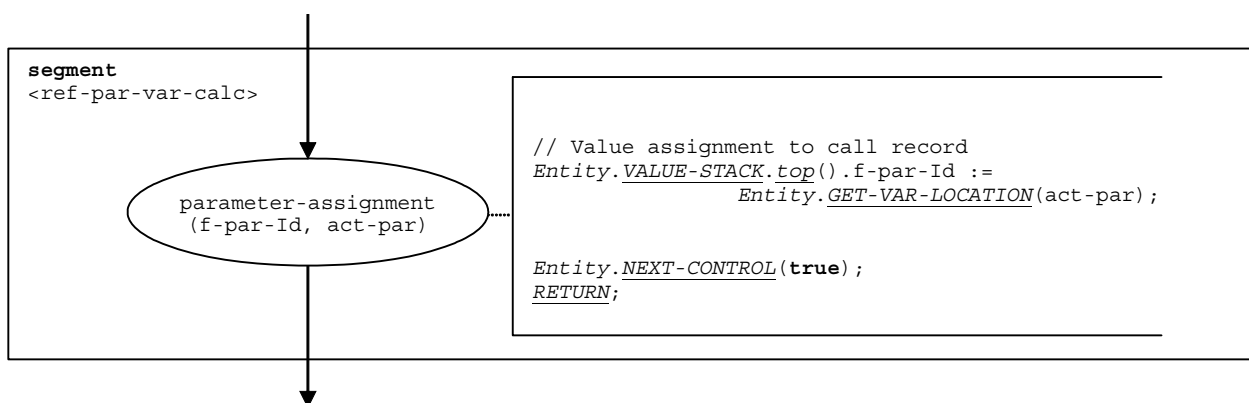 segment
<ref-par-var-calc>
parameter-assignment
(f-par-Id, act-par)
// Value assignment to call record
Entity.VALUE-STACK.top().f-par-Id :=
Entity.GET-VAR-LOCATION(act-par);
Entity.NEXT-CONTROL(true);
RETURN;